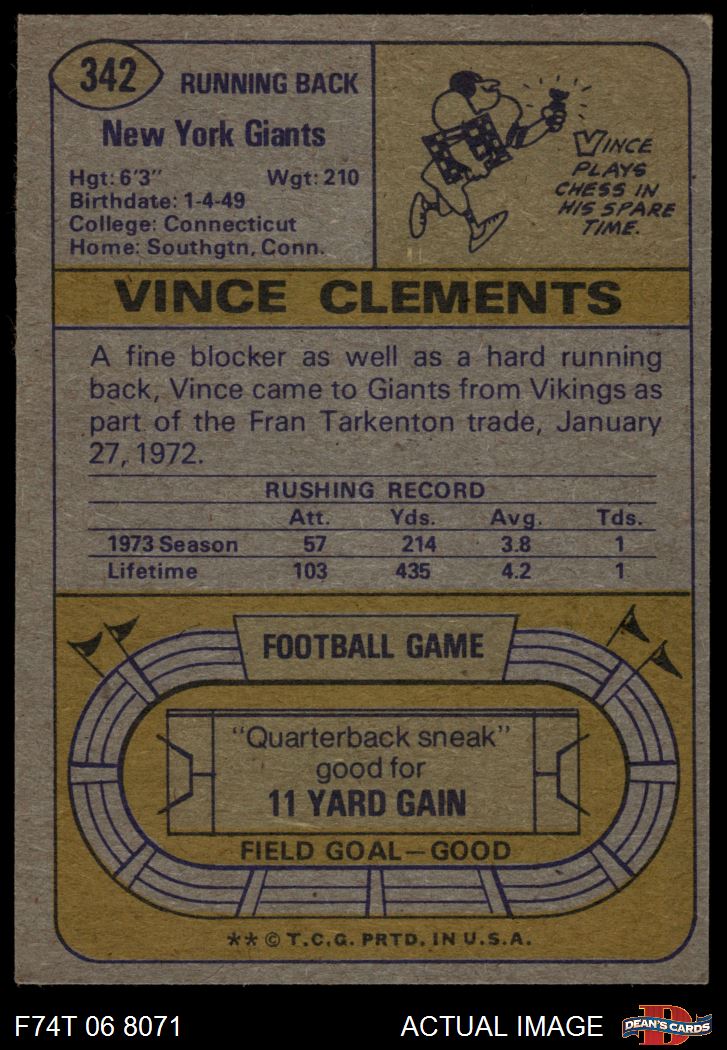 342
RUNNING BACK
New York Giants
Hgt: 6'3" Wgt: 210
Birthdate: 1-4-49
College: Connecticut
Home: Southgtn, Conn.
VINCE
PLAYS
CHESS IN
HIS SPARE
TIME.
VINCE CLEMENTS
A fine blocker as well as a hard running
back, Vince came to Giants from Vikings as
part of the Fran Tarkenton trade, January
27, 1972.
RUSHING RECORD
Att. Yds. Avg. Tds.
1973 Season 57 214 3.8 1
Lifetime 103 435 4.2 1
FOOTBALL GAME
"Quarterback sneak"
good for
11 YARD GAIN
FIELD GOAL—GOOD
** © T.C.G. PRTD. IN U.S.A.
F74T 06 8071 ACTUAL IMAGE
D
DEAN'S CARDS